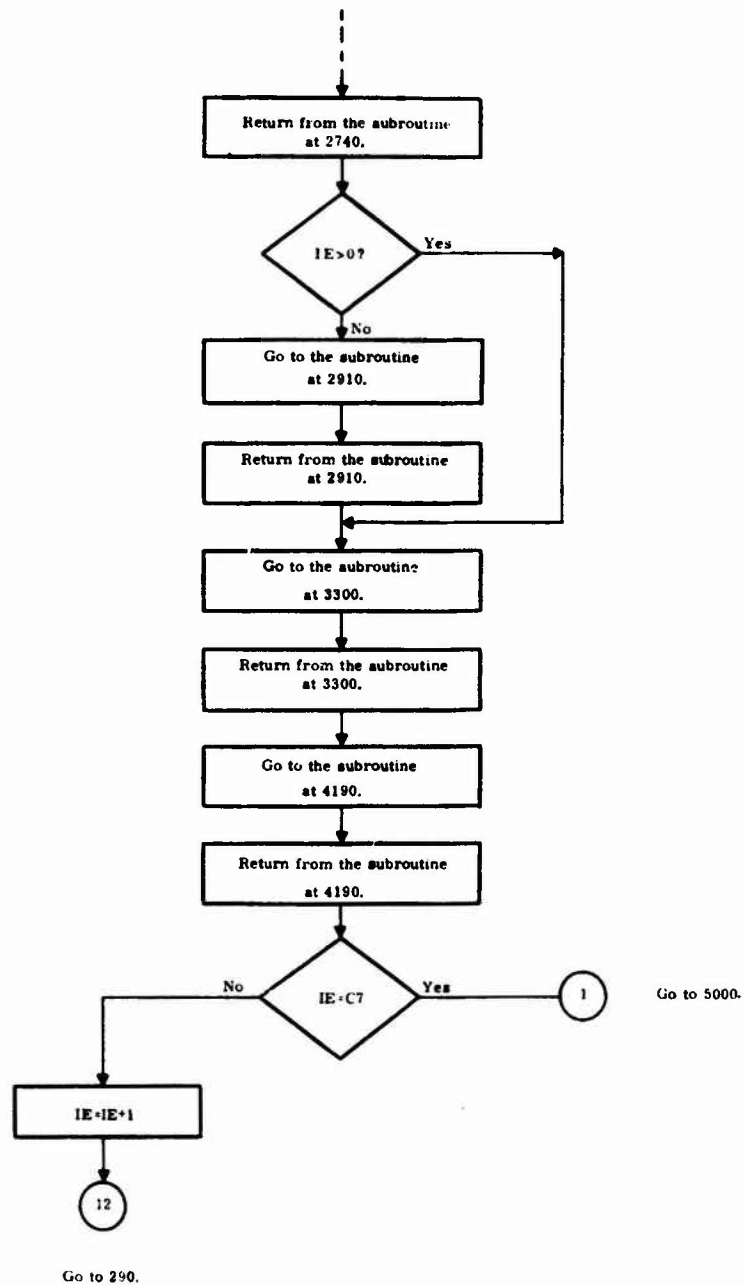 Return from the aubroutine
at 2740.
IE>0?
Yes
No
Go to the subroutine
at 2910.
Return from the subroutine
at 2910.
Go to the aubroutine
at 3300.
Return from the aubroutine
at 3300.
Go to the subroutine
at 4190.
Return from the subroutine
at 4190.
No
IE=C7
Yes
1
Go to 5000.
IE=IE+1
12
Go to 290.